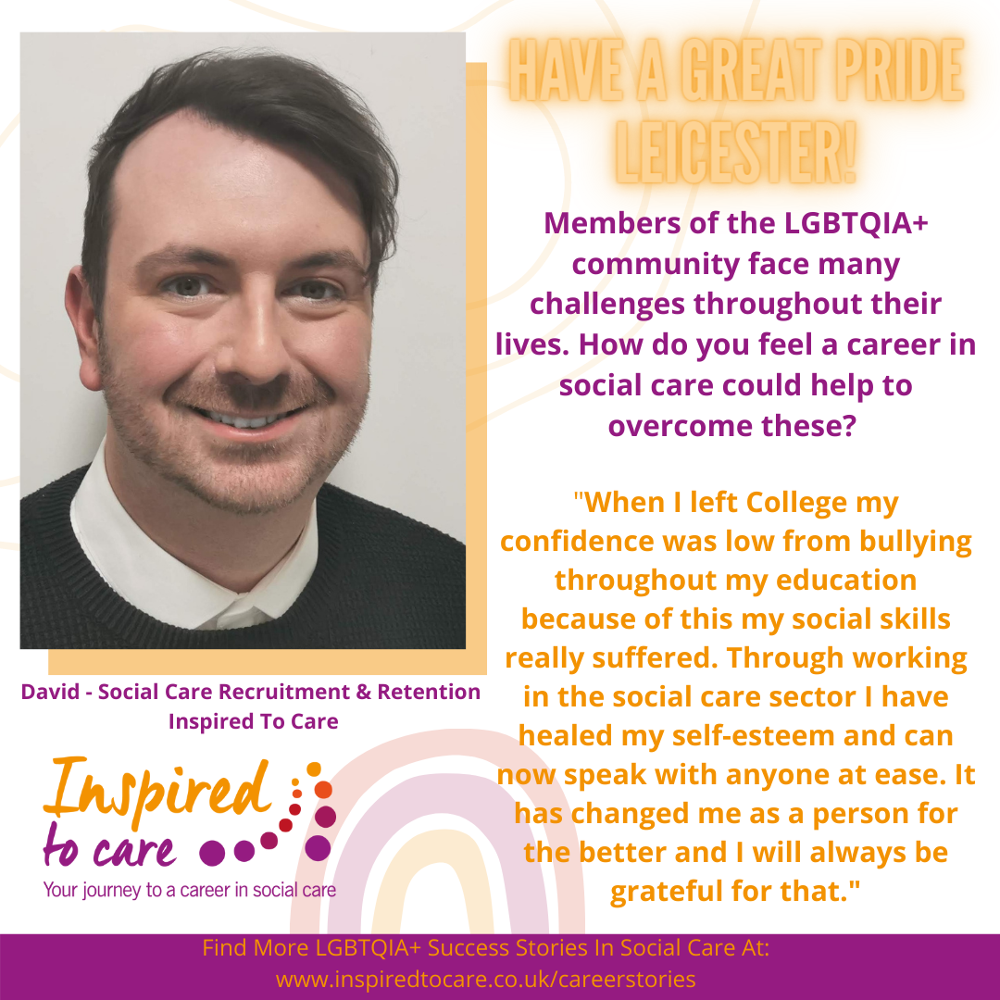 HAVE A GREAT PRIDE
LEICESTER!
Members of the LGBTQIA+
community face many
challenges throughout their
lives. How do you feel a career in
social care could help to
overcome these?
"When I left College my
confidence was low from bullying
throughout my education
because of this my social skills
really suffered. Through working
in the social care sector I have
healed my self-esteem and can
now speak with anyone at ease. It
has changed me as a person for
the better and I will always be
grateful for that."
David - Social Care Recruitment & Retention
Inspired To Care
Inspired
to care
Your journey to a career in social care
Find More LGBTQIA+ Success Stories In Social Care At:
www.inspiredtocare.co.uk/careerstories